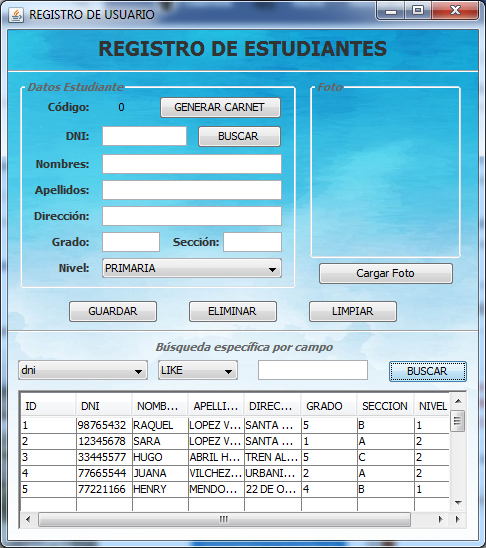 REGISTRO DE USUARIO
REGISTRO DE ESTUDIANTES
Datos Estudiante
Foto
Código: 0 GENERAR CARNET
DNI: BUSCAR
Nombres:
Apellidos:
Dirección:
Grado: Sección:
Nivel: PRIMARIA
Cargar Foto
GUARDAR ELIMINAR LIMPIAR
Búsqueda específica por campo
dni LIKE BUSCAR
ID DNI NOMB... APELLI... DIREC... GRADO SECCION NIVEL
1 98765432 RAQUEL LOPEZ V... SANTA ... 5 B 1
2 12345678 SARA LOPEZ V... SANTA ... 1 A 2
3 33445577 HUGO ABRIL H... TREN AL... 5 C 2
4 77665544 JUANA VILCHEZ... URBANI... 2 A 2
5 77221166 HENRY MENDO... 22 DE O... 4 B 1